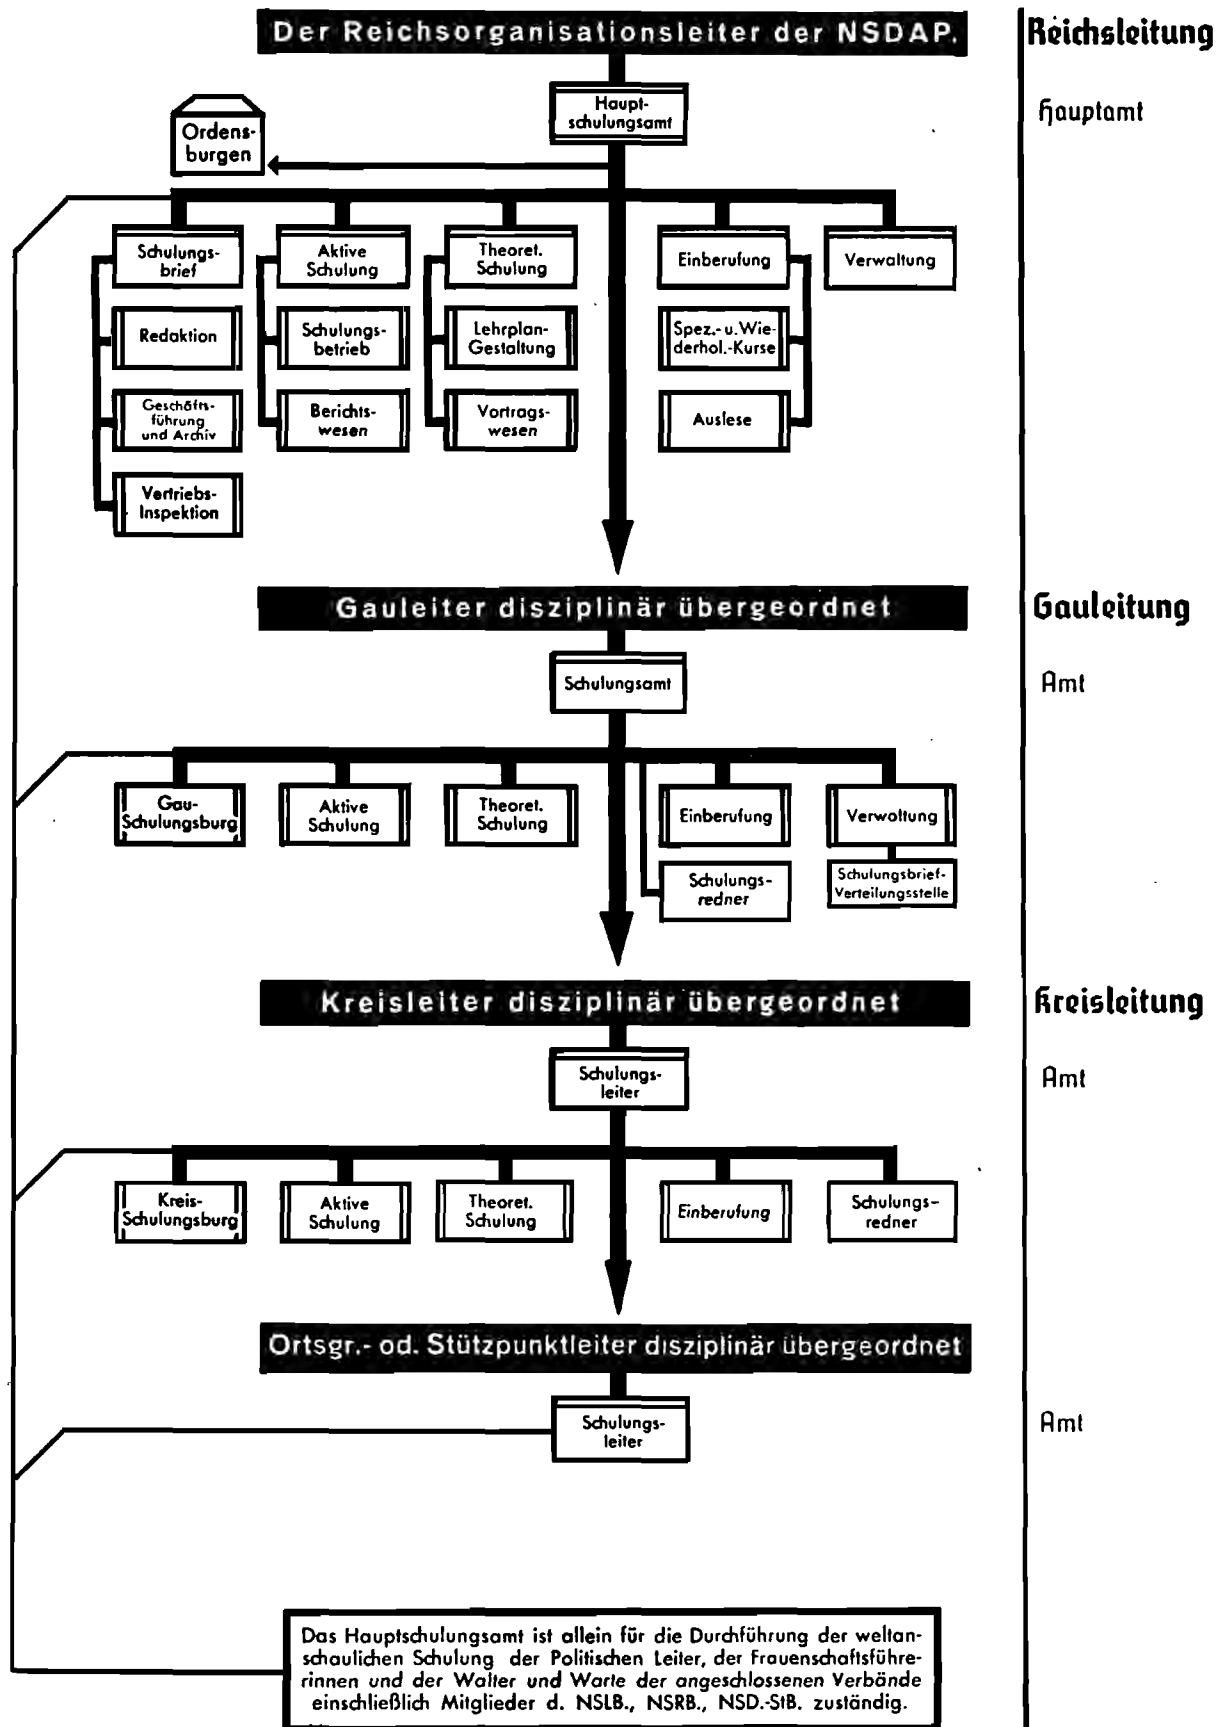 Der Reichsorganisationsleiter der NSDAP.
Reichsleitung
Haupt-
schulungsamt
Hauptamt
Ordens-
burgen
Schulungs-
brief
Aktive
Schulung
Theoret.
Schulung
Einberufung
Verwaltung
Redaktion
Schulungs-
betrieb
Lehrplan-
Gestaltung
Spez.- u. Wie-
derhol.-Kurse
Geschäfts-
führung
und Archiv
Berichts-
wesen
Vortrags-
wesen
Auslese
Vertriebs-
Inspektion
Gauleiter disziplinär übergeordnet
Gauleitung
Schulungsamt
Amt
Gau-
Schulungsburg
Aktive
Schulung
Theoret.
Schulung
Einberufung
Verwaltung
Schulungs-
redner
Schulungsbrief-
Verteilungsstelle
Kreisleiter disziplinär übergeordnet
Kreisleitung
Schulungs-
leiter
Amt
Kreis-
Schulungsburg
Aktive
Schulung
Theoret.
Schulung
Einberufung
Schulungs-
redner
Ortsgr.- od. Stützpunktleiter disziplinär übergeordnet
Schulungs-
leiter
Amt
Das Hauptschulungsamt ist allein für die Durchführung der weltan-
schaulichen Schulung der Politischen Leiter, der Frauenschaftsführe-
rinnen und der Walter und Warte der angeschlossenen Verbände
einschließlich Mitglieder d. NSLB., NSRB., NSD.-StB. zuständig.